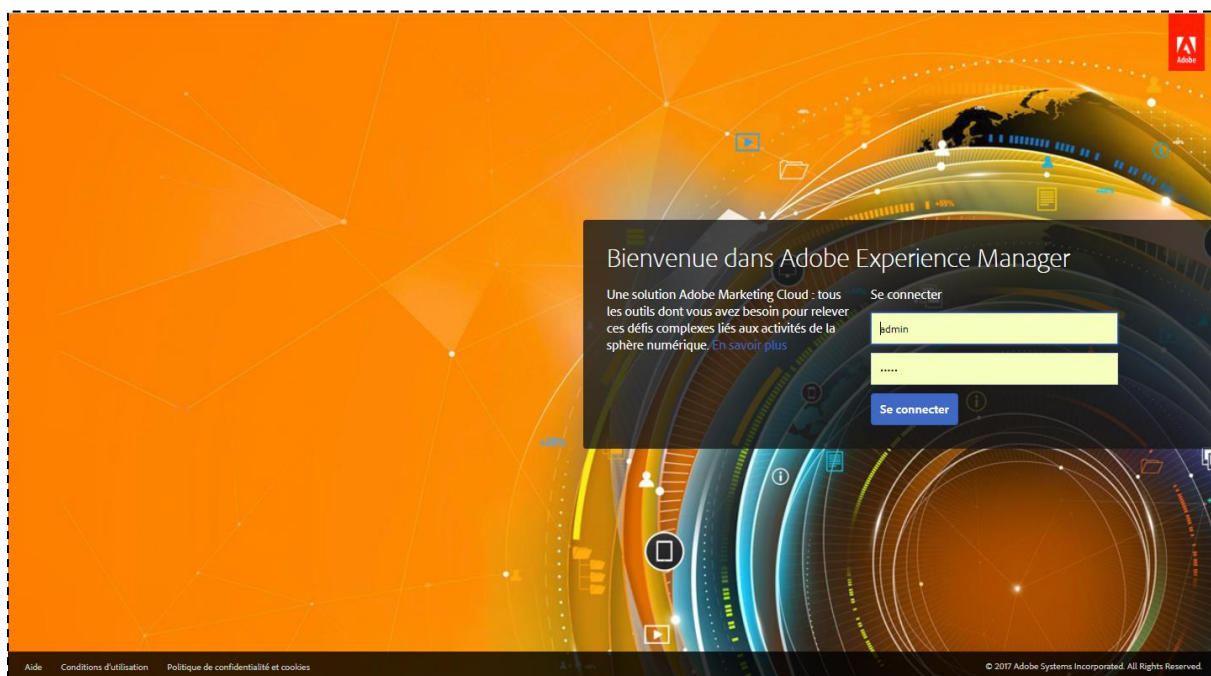 Adobe
+55%
Bienvenue dans Adobe Experience Manager
Une solution Adobe Marketing Cloud : tous
les outils dont vous avez besoin pour relever
ces défis complexes liés aux activités de la
sphère numérique. En savoir plus
Se connecter
admin
•••••
Se connecter
Aide Conditions d'utilisation Politique de confidentialité et cookies
© 2017 Adobe Systems Incorporated. All Rights Reserved.